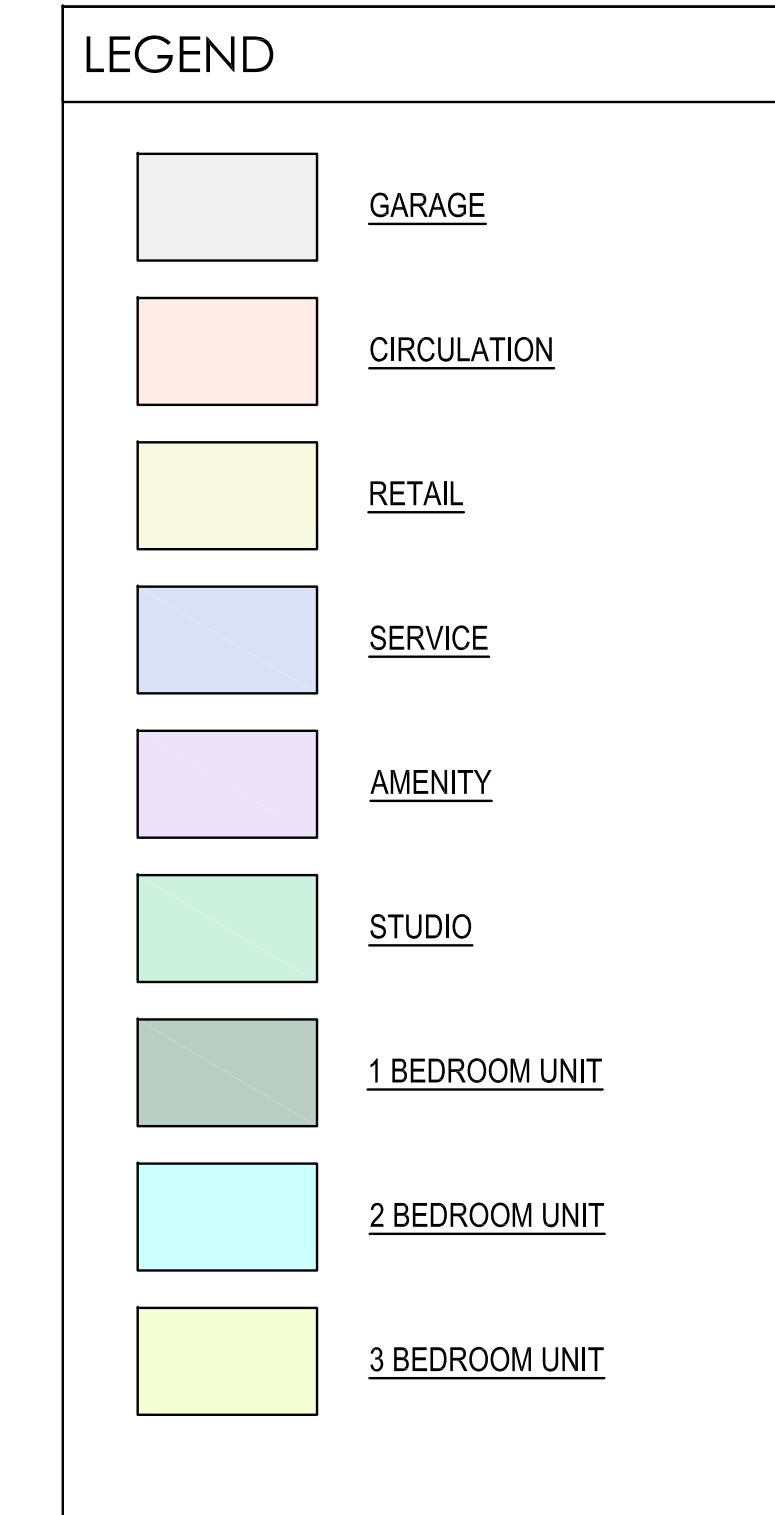 LEGEND
GARAGE
CIRCULATION
RETAIL
SERVICE
AMENITY
STUDIO
1 BEDROOM UNIT
2 BEDROOM UNIT
3 BEDROOM UNIT